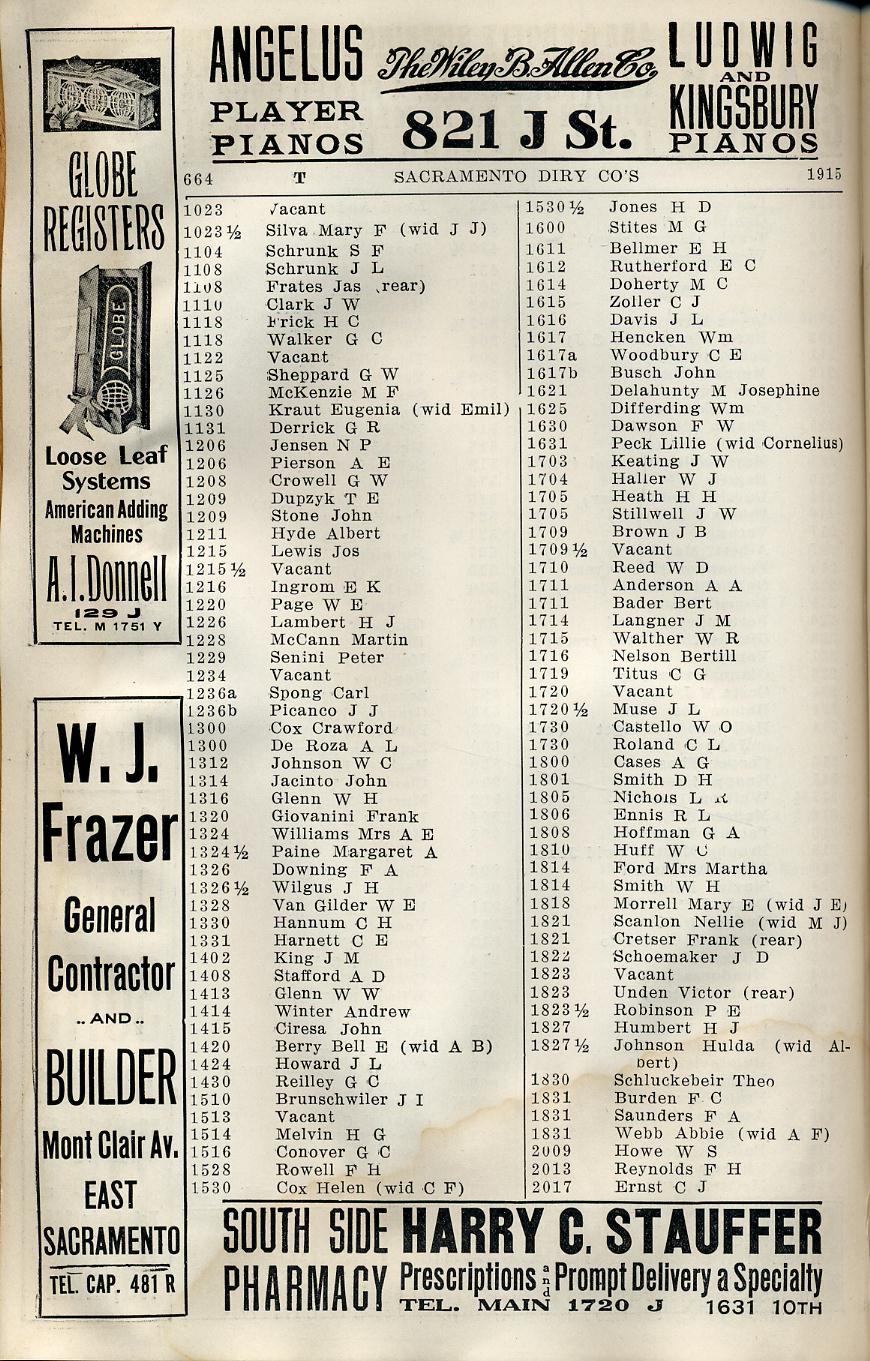 ANGELUS
PLAYER
PIANOS
The Wiley B. Allen Co.
821 J St.
LUDWIG
AND
KINGSBURY
PIANOS
664 T SACRAMENTO DIRY CO'S 1915
GLOBE
REGISTERS
GLOBE
Loose Leaf
Systems
American Adding
Machines
A. I. Donnell
129 J
TEL. M 1751 Y
W. J.
Frazer
General
Contractor
.. AND ..
BUILDER
Mont Clair Av.
EAST
SACRAMENTO
TEL. CAP. 481 R
1023 Vacant
1023½ Silva Mary F (wid J J)
1104 Schrunk S F
1108 Schrunk J L
1108 Frates Jas (rear)
1110 Clark J W
1118 Frick H C
1118 Walker G C
1122 Vacant
1125 Sheppard G W
1126 McKenzie M F
1130 Kraut Eugenia (wid Emil)
1131 Derrick G R
1206 Jensen N P
1206 Pierson A E
1208 Crowell G W
1209 Dupzyk T E
1209 Stone John
1211 Hyde Albert
1215 Lewis Jos
1215½ Vacant
1216 Ingrom E K
1220 Page W E
1226 Lambert H J
1228 McCann Martin
1229 Senini Peter
1234 Vacant
1236a Spong Carl
1236b Picanco J J
1300 Cox Crawford
1300 De Roza A L
1312 Johnson W C
1314 Jacinto John
1316 Glenn W H
1320 Giovanini Frank
1324 Williams Mrs A E
1324½ Paine Margaret A
1326 Downing F A
1326½ Wilgus J H
1328 Van Gilder W E
1330 Hannum C H
1331 Harnett C E
1402 King J M
1408 Stafford A D
1413 Glenn W W
1414 Winter Andrew
1415 Ciresa John
1420 Berry Bell E (wid A B)
1424 Howard J L
1430 Reilley G C
1510 Brunschwiler J I
1513 Vacant
1514 Melvin H G
1516 Conover G C
1528 Rowell F H
1530 Cox Helen (wid C F)
1530½ Jones H D
1600 Stites M G
1611 Bellmer E H
1612 Rutherford E C
1614 Doherty M C
1615 Zoller C J
1616 Davis J L
1617 Hencken Wm
1617a Woodbury C E
1617b Busch John
1621 Delahunty M Josephine
1625 Differding Wm
1630 Dawson F W
1631 Peck Lillie (wid Cornelius)
1703 Keating J W
1704 Haller W J
1705 Heath H H
1705 Stillwell J W
1709 Brown J B
1709½ Vacant
1710 Reed W D
1711 Anderson A A
1711 Bader Bert
1714 Langner J M
1715 Walther W R
1716 Nelson Bertill
1719 Titus C G
1720 Vacant
1720½ Muse J L
1730 Castello W O
1730 Roland C L
1800 Cases A G
1801 Smith D H
1805 Nichols L R
1806 Ennis R L
1808 Hoffman G A
1810 Huff W C
1814 Ford Mrs Martha
1814 Smith W H
1818 Morrell Mary E (wid J E)
1821 Scanlon Nellie (wid M J)
1821 Cretser Frank (rear)
1822 Schoemaker J D
1823 Vacant
1823 Unden Victor (rear)
1823½ Robinson P E
1827 Humbert H J
1827½ Johnson Hulda (wid Al-
bert)
1830 Schluckebeir Theo
1831 Burden F C
1831 Saunders F A
1831 Webb Abbie (wid A F)
2009 Howe W S
2013 Reynolds F H
2017 Ernst C J
SOUTH SIDE
PHARMACY
HARRY C. STAUFFER
Prescriptions and Prompt Delivery a Specialty
TEL. MAIN 1720 J 1631 10TH